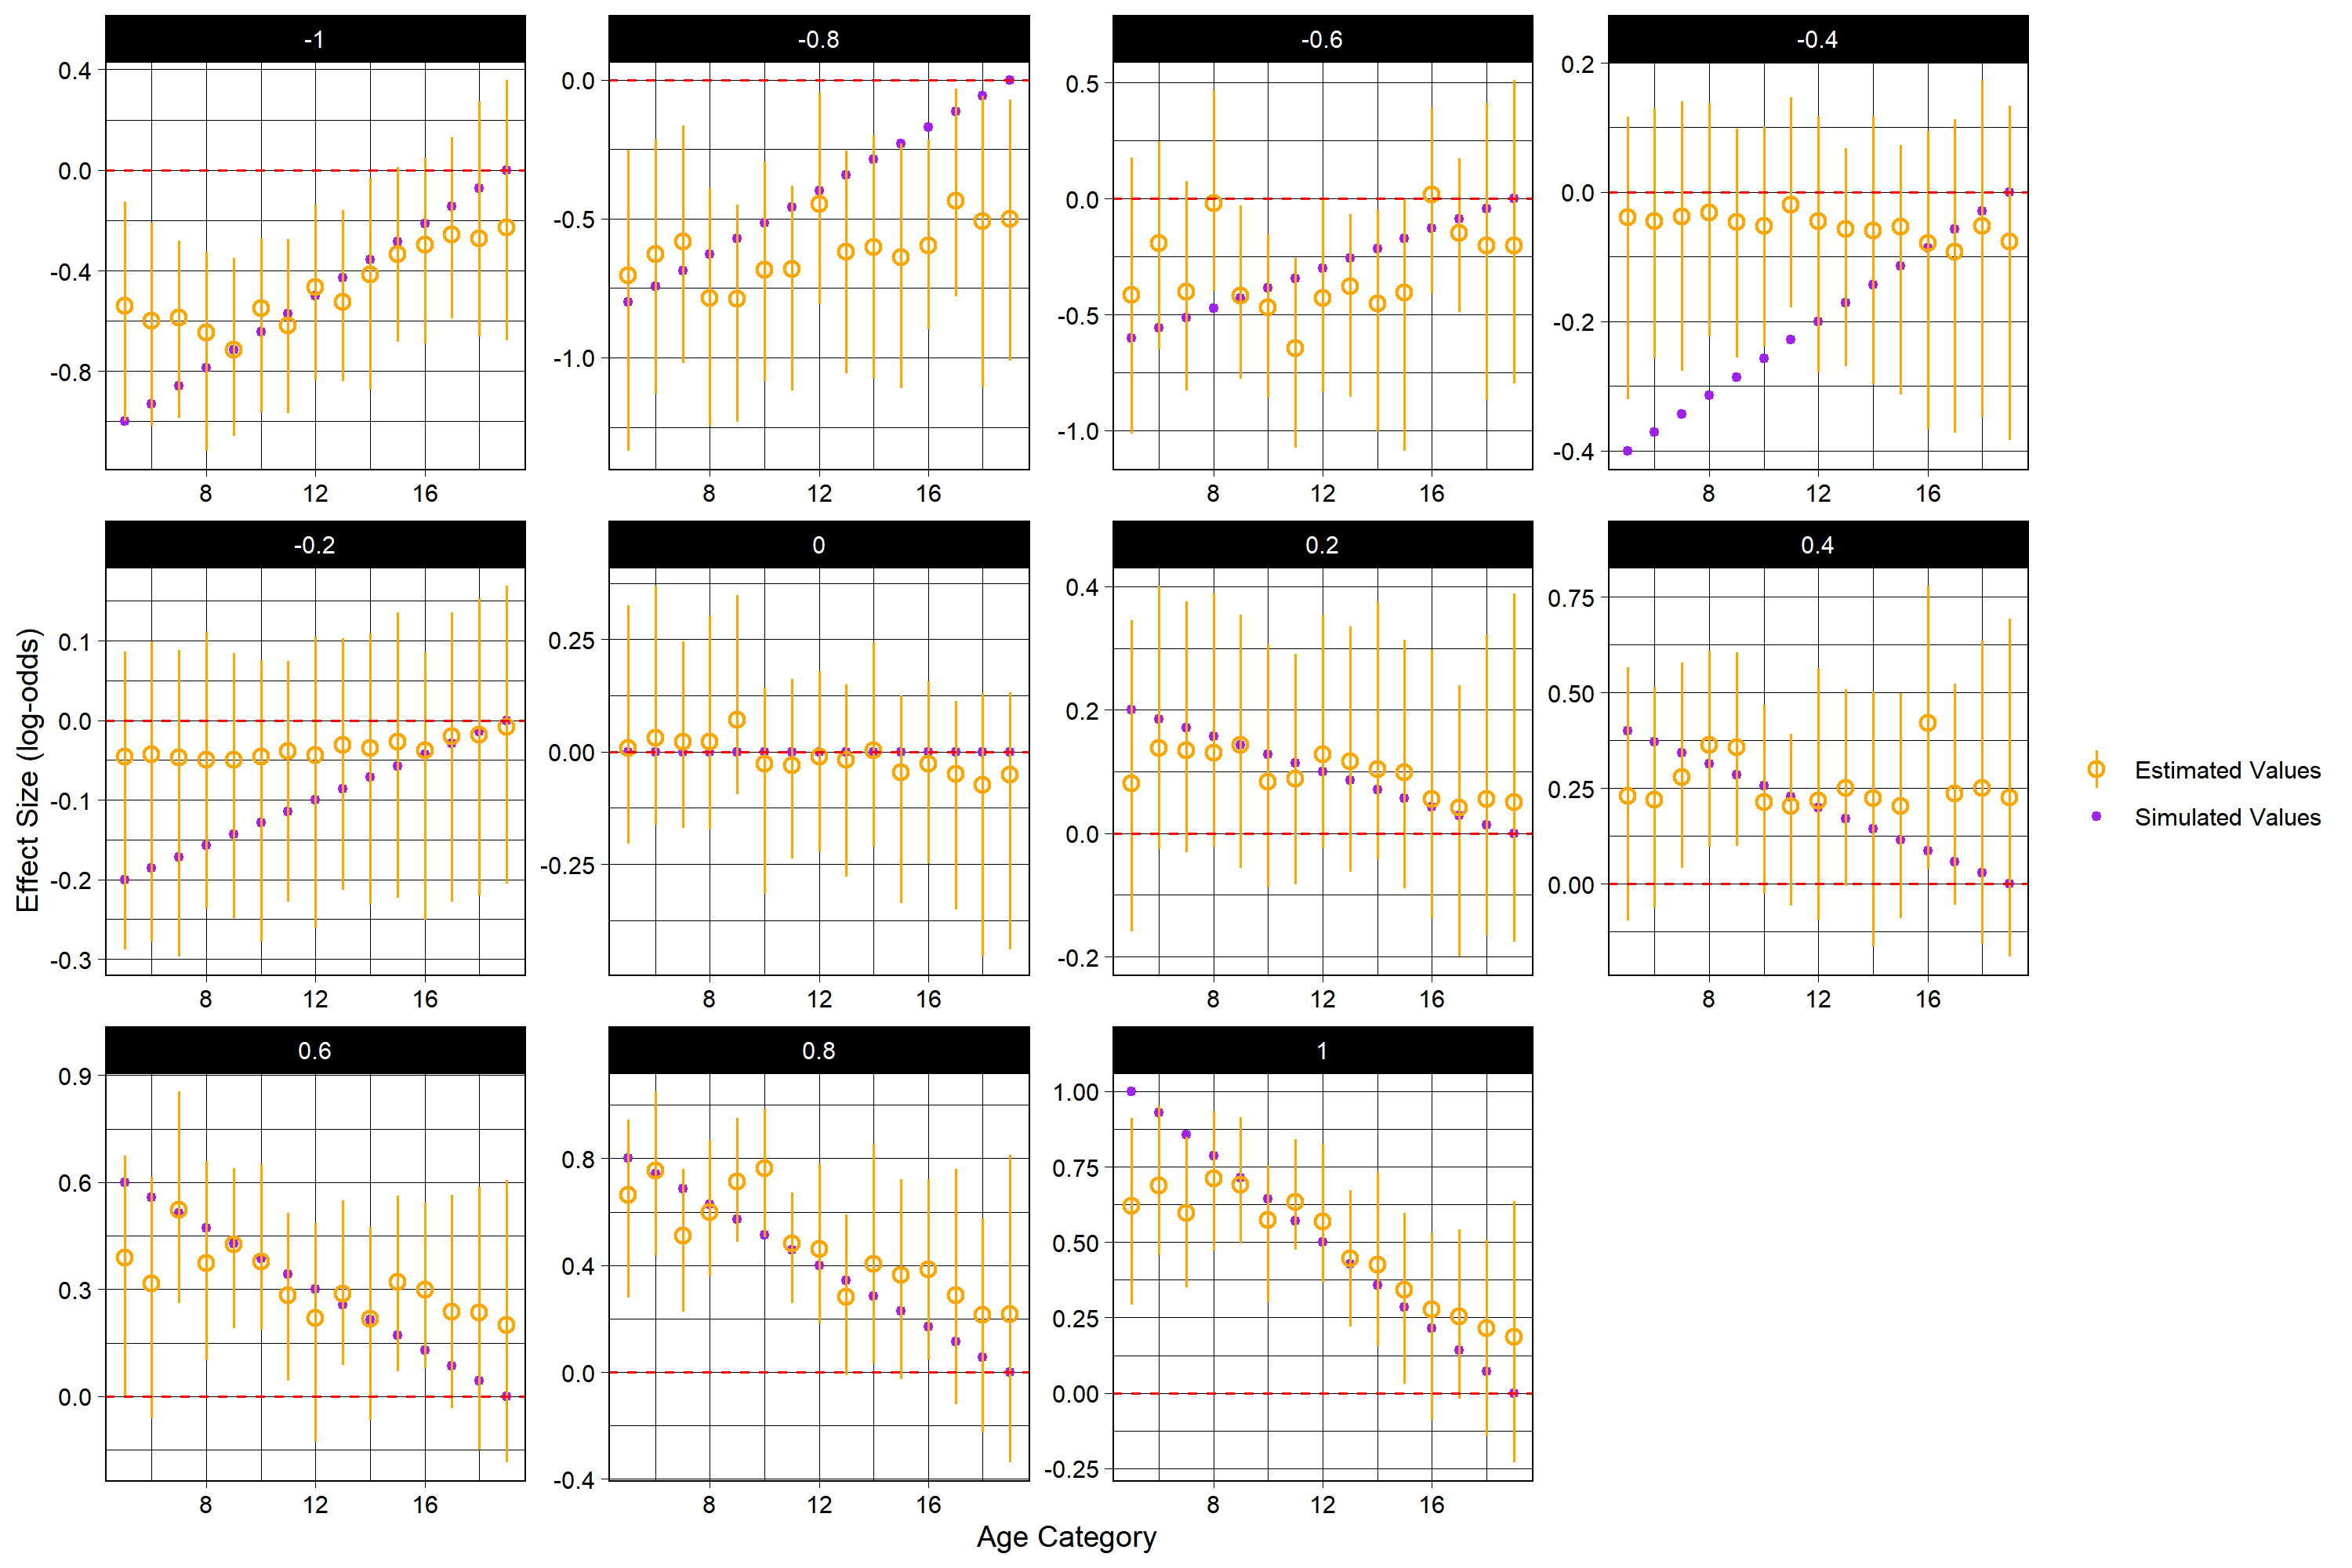 -1 -0.8 -0.6 -0.4
0.4 0.0 -0.4 -0.8
0.0 -0.5 -1.0
0.5 0.0 -0.5 -1.0
0.2 0.0 -0.2 -0.4
8 12 16 8 12 16 8 12 16 8 12 16
-0.2 0 0.2 0.4
0.1 0.0 -0.1 -0.2 -0.3
0.25 0.00 -0.25
0.4 0.2 0.0 -0.2
0.75 0.50 0.25 0.00
8 12 16 8 12 16 8 12 16 8 12 16
0.6 0.8 1
0.9 0.6 0.3 0.0
0.8 0.4 0.0 -0.4
1.00 0.75 0.50 0.25 0.00 -0.25
8 12 16 8 12 16 8 12 16
Effect Size (log-odds)
Age Category
Estimated Values
Simulated Values